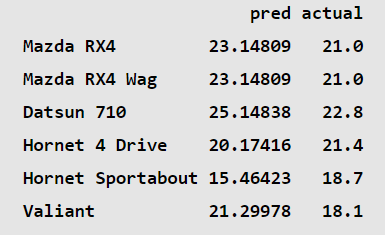 pred actual
Mazda RX4 23.14809 21.0
Mazda RX4 Wag 23.14809 21.0
Datsun 710 25.14838 22.8
Hornet 4 Drive 20.17416 21.4
Hornet Sportabout 15.46423 18.7
Valiant 21.29978 18.1